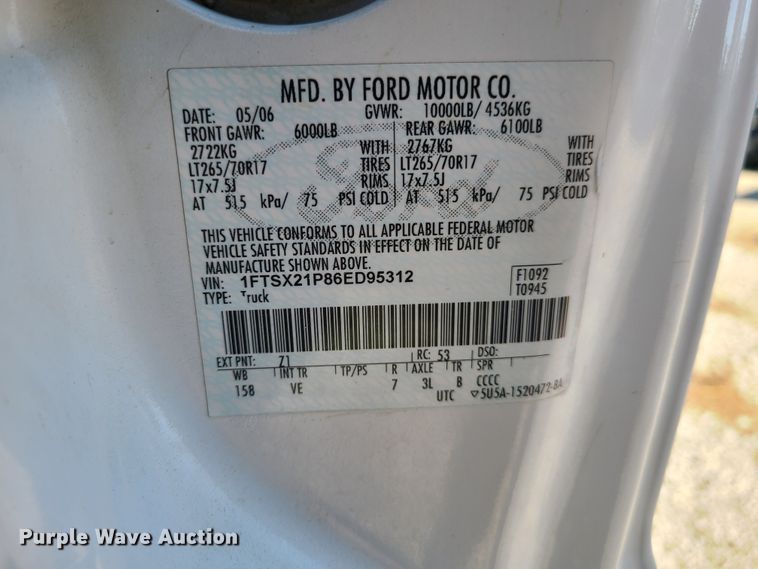 MFD. BY FORD MOTOR CO.
DATE: 05/06 GVWR: 10000LB/ 4536KG
FRONT GAWR: 6000LB REAR GAWR: 6100LB
2722KG WITH 2767KG WITH
LT265/70R17 TIRES LT265/70R17 TIRES
17x7.5J RIMS 17x7.5J RIMS
AT 515 kPa/ 75 PSI COLD AT 515 kPa/ 75 PSI COLD
Ford
THIS VEHICLE CONFORMS TO ALL APPLICABLE FEDERAL MOTOR
VEHICLE SAFETY STANDARDS IN EFFECT ON THE DATE OF
MANUFACTURE SHOWN ABOVE.
VIN: 1FTSX21P86ED95312 F1092
TYPE: Truck T0945
EXT PNT: Z1 RC: 53 DSO:
WB INT TR TP/PS R AXLE TR SPR
158 VE 7 3L B CCCC
UTC ▽5U5A-1520472-BA
Purple Wave Auction